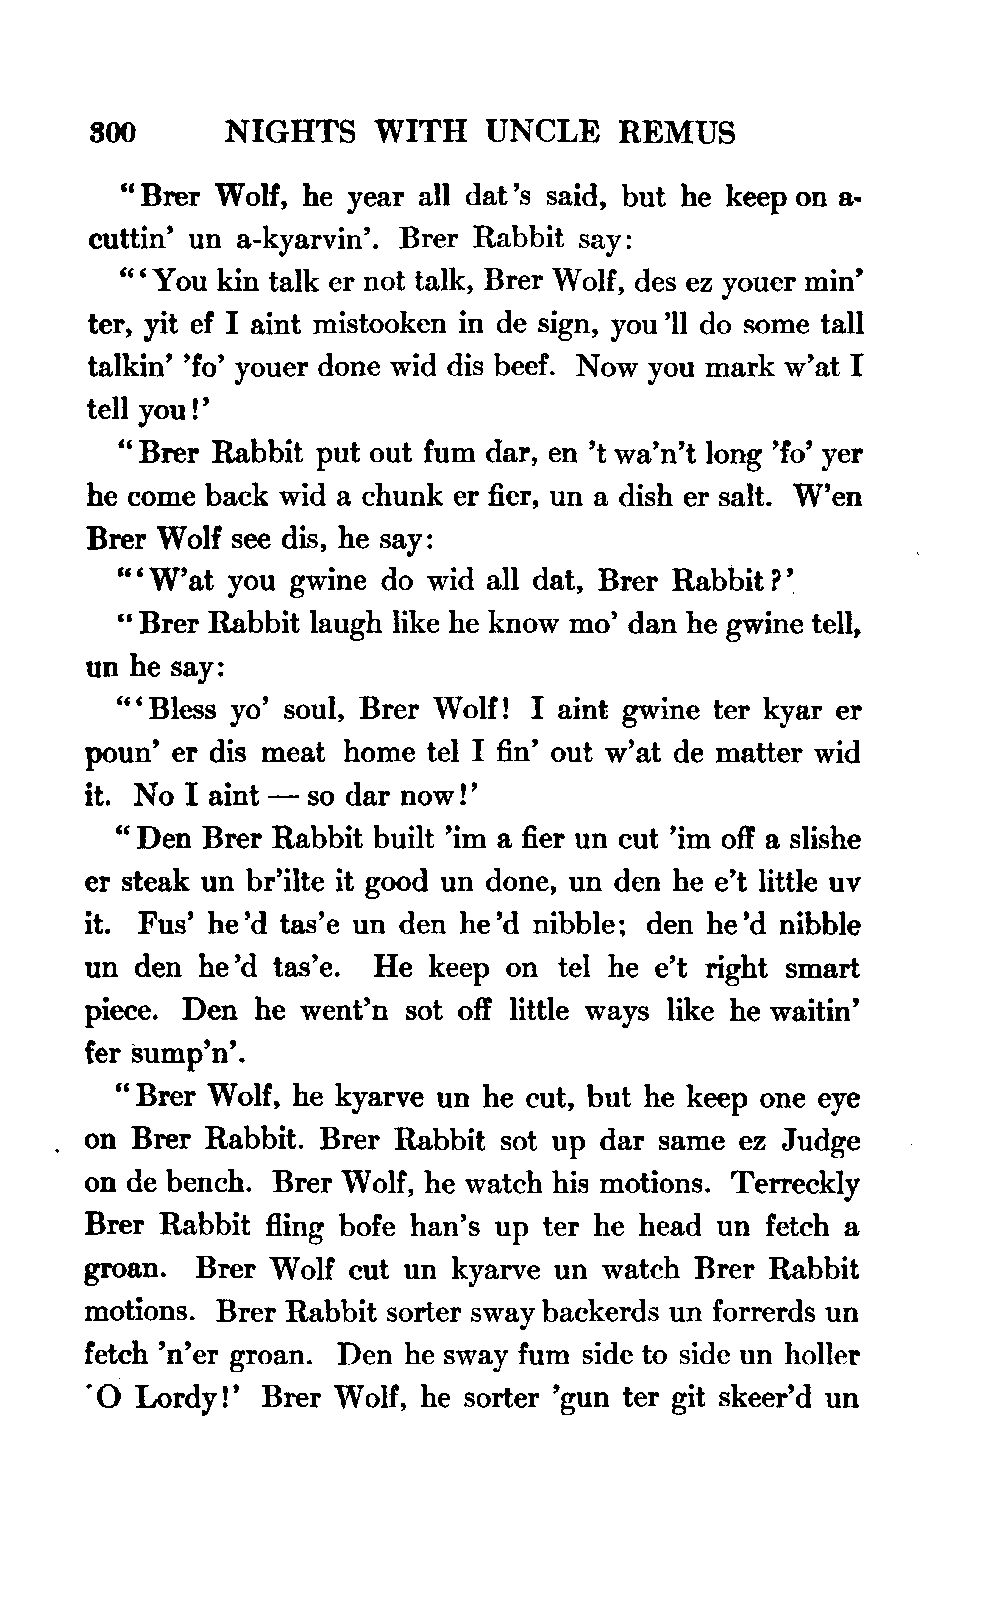 300 NIGHTS WITH UNCLE REMUS
“Brer Wolf, he year all dat’s said, but he keep on a-
cuttin’ un a-kyarvin’. Brer Rabbit say:
“‘You kin talk er not talk, Brer Wolf, des ez youer min’
ter, yit ef I aint mistooken in de sign, you’ll do some tall
talkin’ ’fo’ youer done wid dis beef. Now you mark w’at I
tell you!’
“Brer Rabbit put out fum dar, en ’t wa’n’t long ’fo’ yer
he come back wid a chunk er fier, un a dish er salt. W’en
Brer Wolf see dis, he say:
“‘W’at you gwine do wid all dat, Brer Rabbit?’
“Brer Rabbit laugh like he know mo’ dan he gwine tell,
un he say:
“‘Bless yo’ soul, Brer Wolf! I aint gwine ter kyar er
poun’ er dis meat home tel I fin’ out w’at de matter wid
it. No I aint — so dar now!’
“Den Brer Rabbit built ’im a fier un cut ’im off a slishe
er steak un br’ilte it good un done, un den he e’t little uv
it. Fus’ he’d tas’e un den he’d nibble; den he’d nibble
un den he’d tas’e. He keep on tel he e’t right smart
piece. Den he went’n sot off little ways like he waitin’
fer sump’n’.
“Brer Wolf, he kyarve un he cut, but he keep one eye
on Brer Rabbit. Brer Rabbit sot up dar same ez Judge
on de bench. Brer Wolf, he watch his motions. Terreckly
Brer Rabbit fling bofe han’s up ter he head un fetch a
groan. Brer Wolf cut un kyarve un watch Brer Rabbit
motions. Brer Rabbit sorter sway backerds un forrerds un
fetch ’n’er groan. Den he sway fum side to side un holler
‘O Lordy!’ Brer Wolf, he sorter ’gun ter git skeer’d un